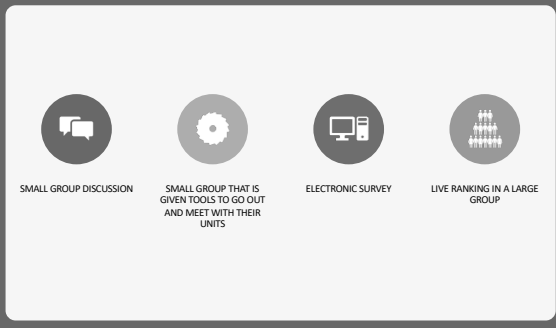 SMALL GROUP DISCUSSION
SMALL GROUP THAT IS
GIVEN TOOLS TO GO OUT
AND MEET WITH THEIR
UNITS
ELECTRONIC SURVEY
LIVE RANKING IN A LARGE
GROUP